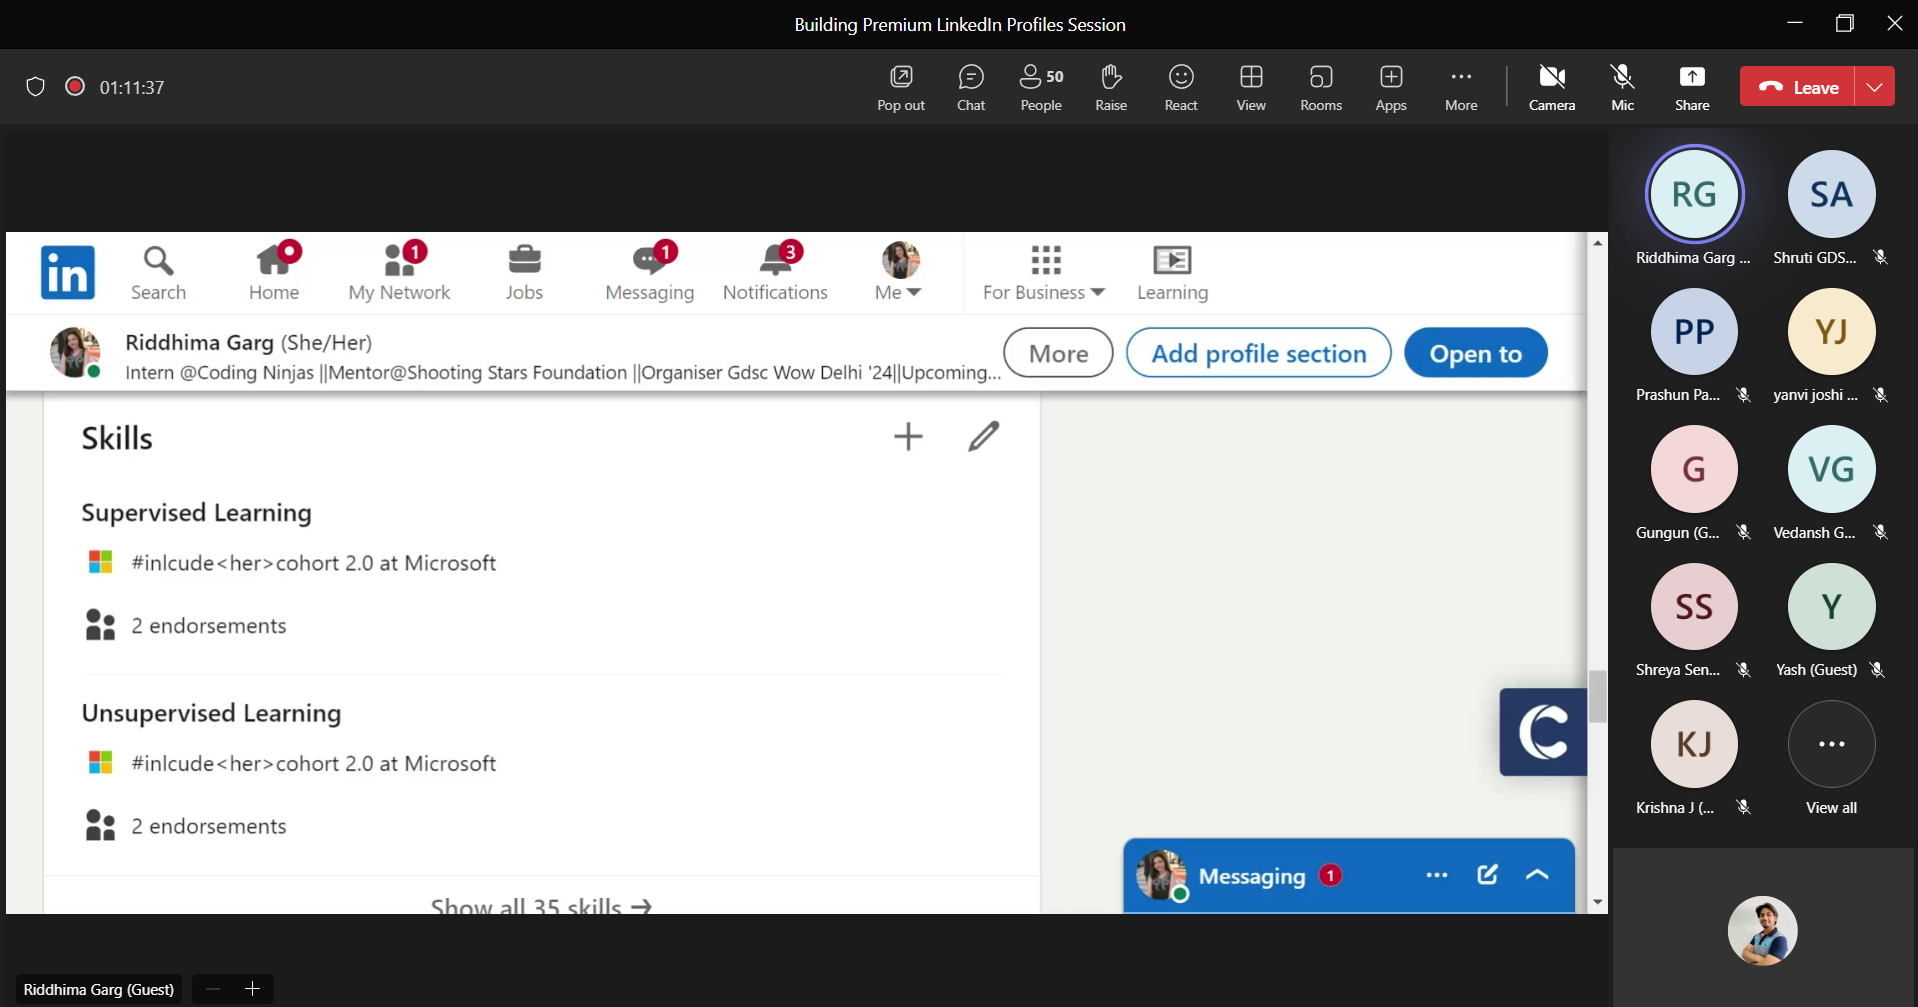 Building Premium LinkedIn Profiles Session
01:11:37
Pop out
Chat
50
People
Raise
React
View
Rooms
Apps
More
Camera
Mic
Share
Leave
in
Search
Home
1
My Network
Jobs
1
Messaging
3
Notifications
Me
For Business
Learning
Riddhima Garg (She/Her)
Intern @Coding Ninjas ||Mentor@Shooting Stars Foundation ||Organiser Gdsc Wow Delhi '24||Upcoming...
More
Add profile section
Open to
Skills
Supervised Learning
#inlcude<her>cohort 2.0 at Microsoft
2 endorsements
Unsupervised Learning
#inlcude<her>cohort 2.0 at Microsoft
2 endorsements
Show all 35 skills →
C
Messaging 1
RG
Riddhima Garg ...
SA
Shruti GDS...
PP
Prashun Pa...
YJ
yanvi joshi ...
G
Gungun (G...
VG
Vedansh G...
SS
Shreya Sen...
Y
Yash (Guest)
KJ
Krishna J (...
View all
Riddhima Garg (Guest)